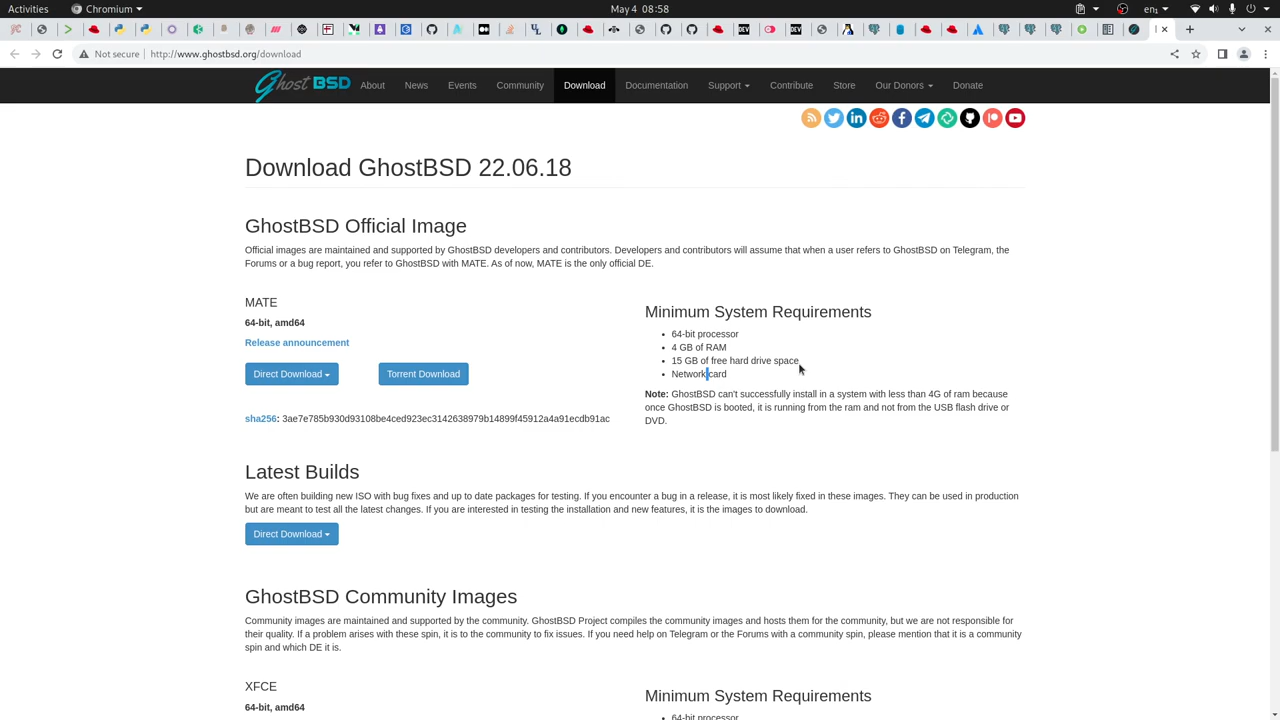 Activities
Chromium
Oct 4 08:58
Not secure
http://www.ghostbsd.org/download
Ghost BSD
About
News
Events
Community
Download
Documentation
Support
Contribute
Store
Our Donors
Donate
Download GhostBSD 22.06.18
GhostBSD Official Image
Official images are maintained and supported by GhostBSD developers and contributors. Developers and contributors will assume that when a user refers to GhostBSD on Telegram, the
Forums or a bug report, you refer to GhostBSD with MATE. As of now, MATE is the only official DE.
MATE
64-bit, amd64
Release announcement
Direct Download
Torrent Download
sha256: 3ae7e785b930d93108be4ced923ec3142638979b14899f45912a4a91ecdb91ac
Minimum System Requirements
64-bit processor
4 GB of RAM
15 GB of free hard drive space
Network card
Note: GhostBSD can't successfully install in a system with less than 4G of ram because
once GhostBSD is booted, it is running from the ram and not from the USB flash drive or
DVD.
Latest Builds
We are often building new ISO with bug fixes and up to date packages for testing. If you encounter a bug in a release, it is most likely fixed in these images. They can be used in production
but are meant to test all the latest changes. If you are interested in testing the installation and new features, it is the images to download.
Direct Download
GhostBSD Community Images
Community images are maintained and supported by the community. GhostBSD Project compiles the community images and hosts them for the community, but we are not responsible for
their quality. If a problem arises with these spin, it is to the community to fix issues. If you need help on Telegram or the Forums with a community spin, please mention that it is a community
spin and which DE it is.
XFCE
64-bit, amd64
Minimum System Requirements
64-bit processor